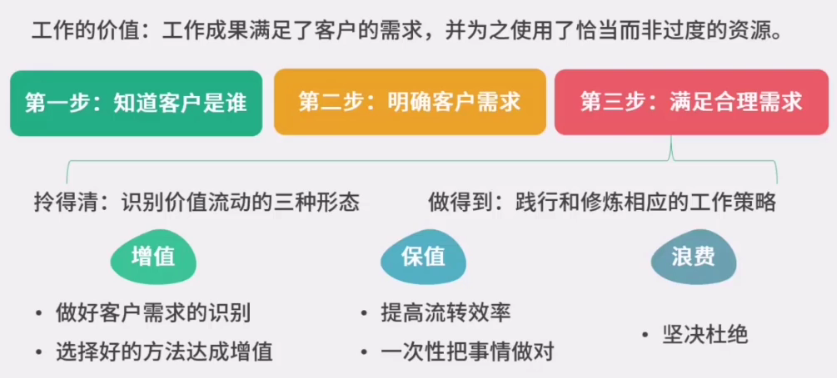 工作的价值：工作成果满足了客户的需求，并为之使用了恰当而非过度的资源。
第一步：知道客户是谁
第二步：明确客户需求
第三步：满足合理需求
拎得清：识别价值流动的三种形态
做得到：践行和修炼相应的工作策略
增值
保值
浪费
• 做好客户需求的识别
• 选择好的方法达成增值
• 提高流转效率
• 一次性把事情做对
• 坚决杜绝